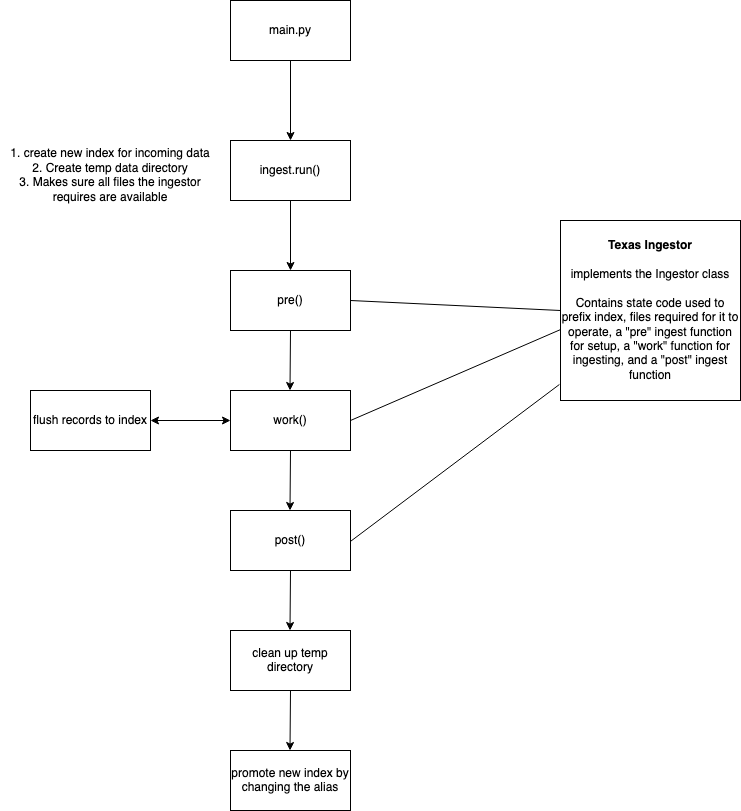 main.py
1. create new index for incoming data
2. Create temp data directory
3. Makes sure all files the ingestor
requires are available
ingest.run()
Texas Ingestor
implements the Ingestor class
Contains state code used to
prefix index, files required for it to
operate, a "pre" ingest function
for setup, a "work" function for
ingesting, and a "post" ingest
function
pre()
flush records to index
work()
post()
clean up temp
directory
promote new index by
changing the alias